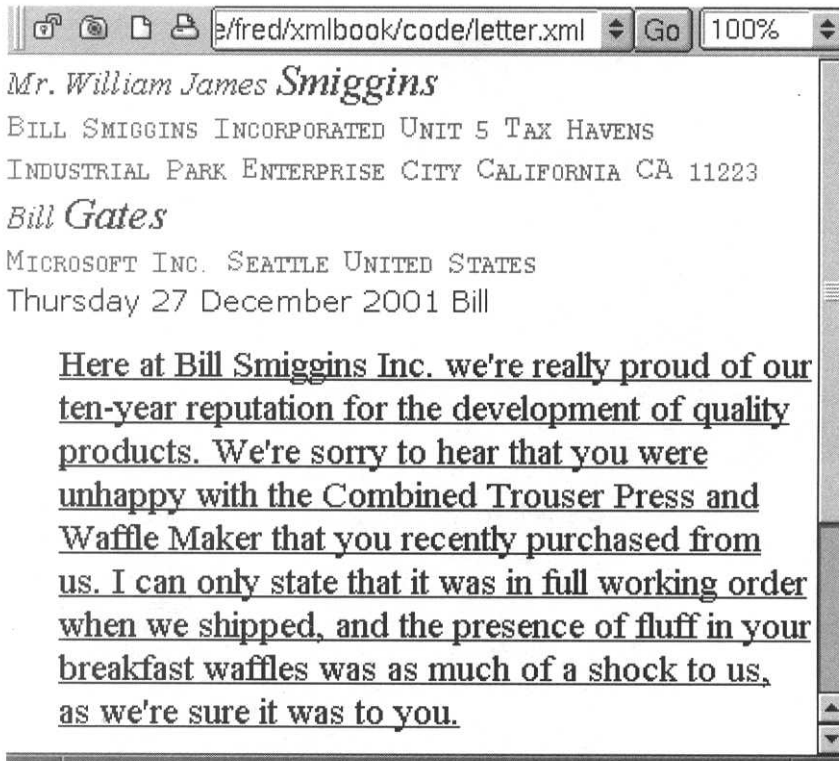 e/fred/xmlbook/code/letter.xml Go 100%
Mr. William James Smiggins
BILL SMIGGINS INCORPORATED UNIT 5 TAX HAVENS
INDUSTRIAL PARK ENTERPRISE CITY CALIFORNIA CA 11223
Bill Gates
MICROSOFT INC. SEATTLE UNITED STATES
Thursday 27 December 2001 Bill
Here at Bill Smiggins Inc. we're really proud of our
ten-year reputation for the development of quality
products. We're sorry to hear that you were
unhappy with the Combined Trouser Press and
Waffle Maker that you recently purchased from
us. I can only state that it was in full working order
when we shipped, and the presence of fluff in your
breakfast waffles was as much of a shock to us,
as we're sure it was to you.